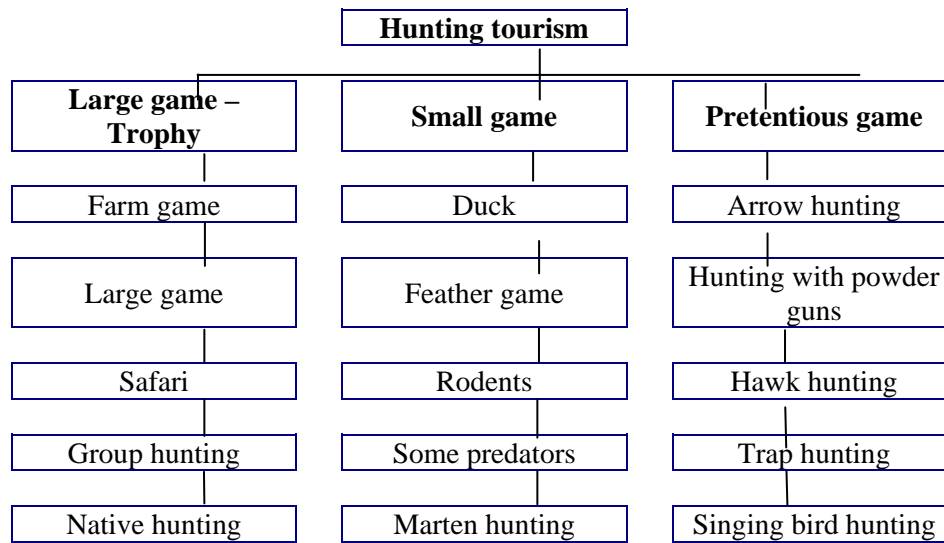 Hunting tourism
Large game –
Trophy
Small game
Pretentious game
Farm game
Duck
Arrow hunting
Large game
Feather game
Hunting with powder
guns
Safari
Rodents
Hawk hunting
Group hunting
Some predators
Trap hunting
Native hunting
Marten hunting
Singing bird hunting